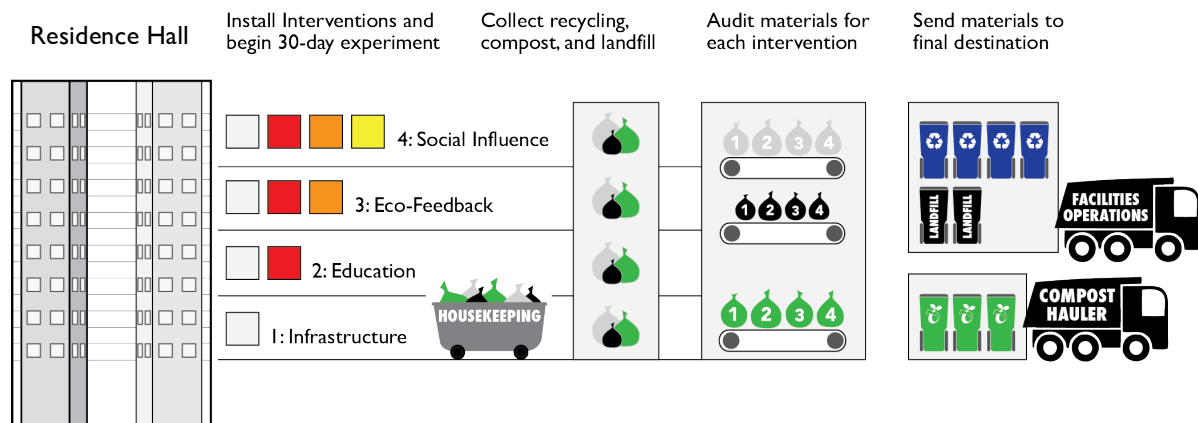 Residence Hall
Install Interventions and
begin 30-day experiment
Collect recycling,
compost, and landfill
Audit materials for
each intervention
Send materials to
final destination
4: Social Influence
3: Eco-Feedback
2: Education
1: Infrastructure
HOUSEKEEPING
1 2 3 4
1 2 3 4
1 2 3 4
LANDFILL
LANDFILL
FACILITIES
OPERATIONS
COMPOST
HAULER